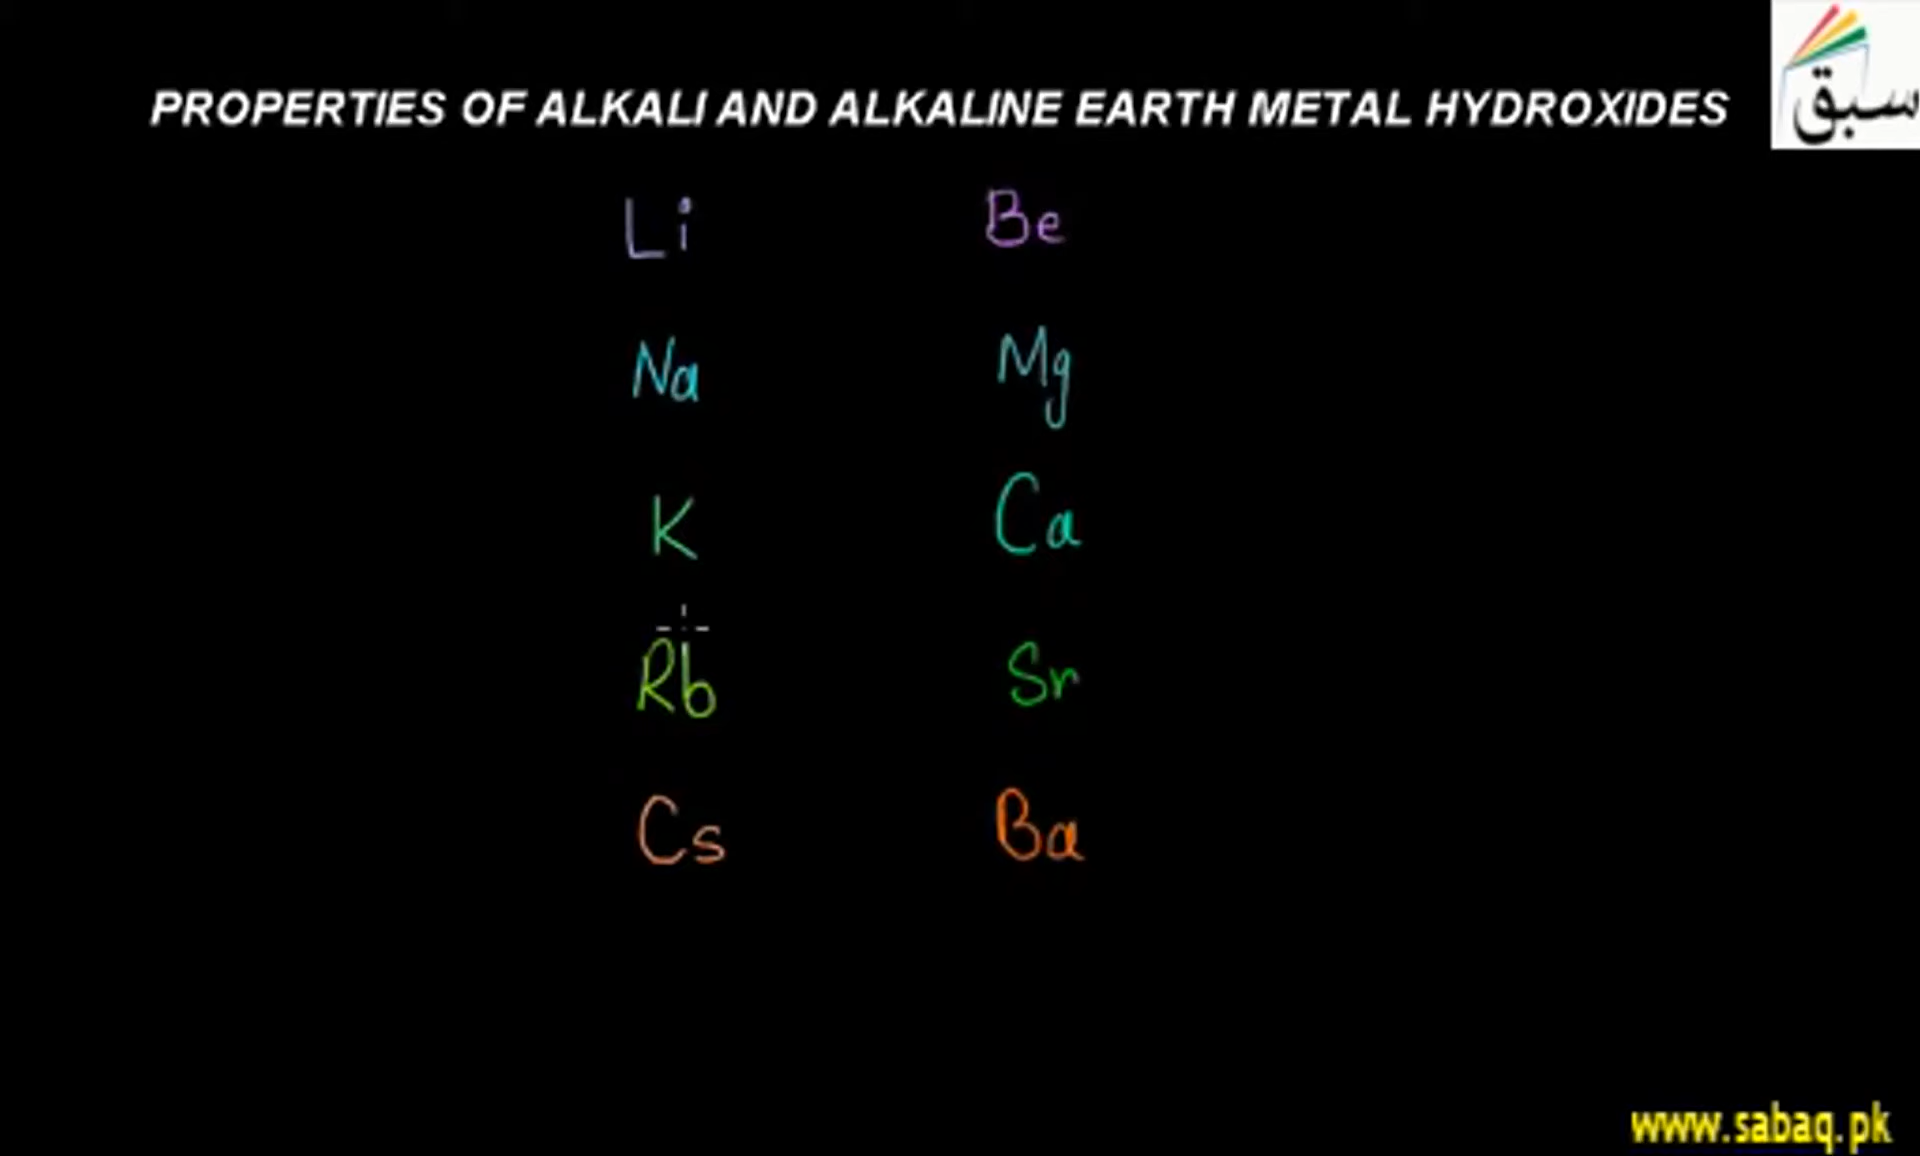 PROPERTIES OF ALKALI AND ALKALINE EARTH METAL HYDROXIDES
سبق
Li Be
Na Mg
K Ca
Rb Sr
Cs Ba
www.sabaq.pk